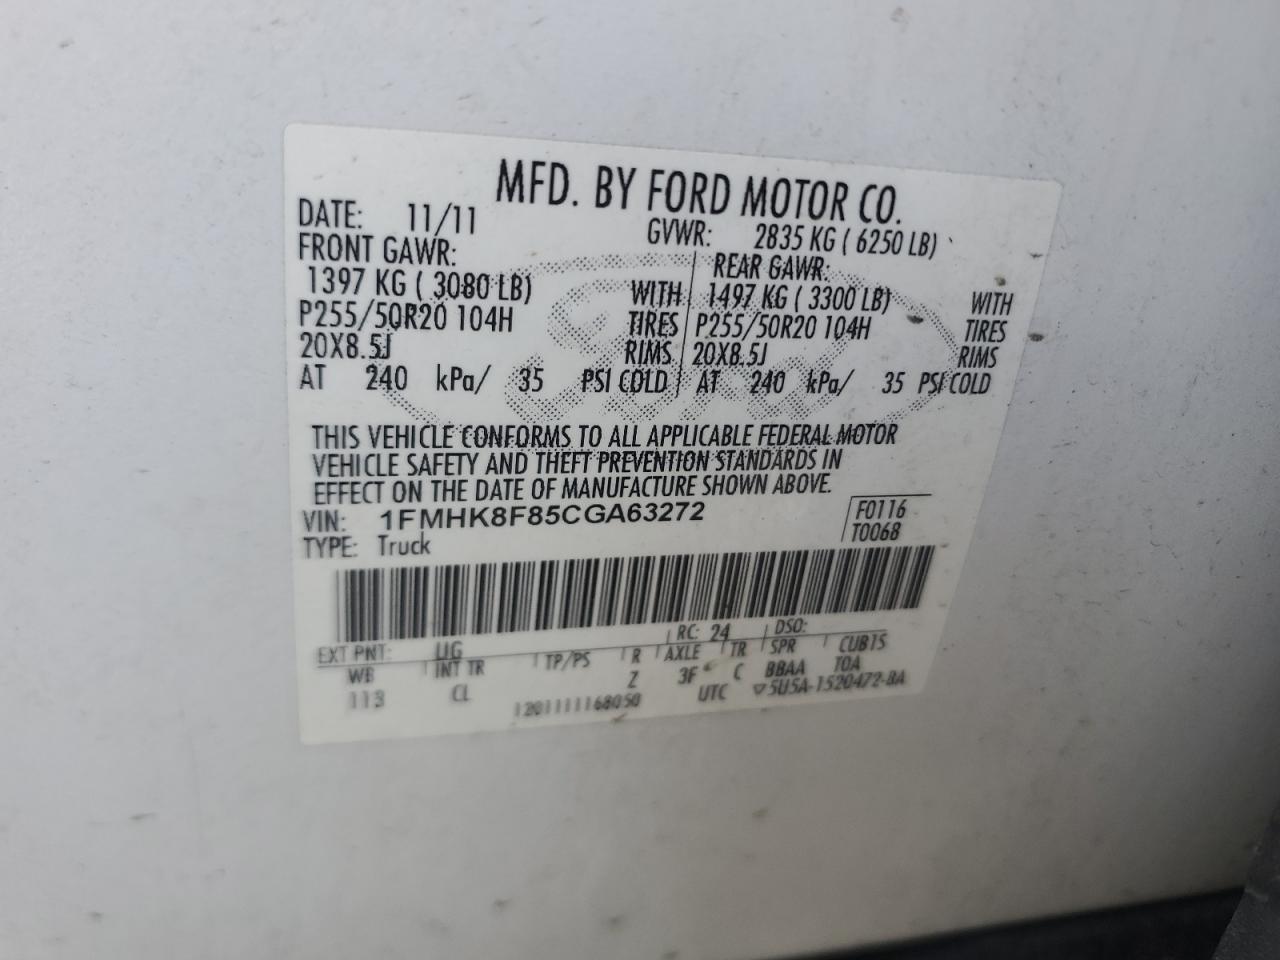 MFD. BY FORD MOTOR CO.
DATE: 11/11 GVWR: 2835 KG ( 6250 LB)
FRONT GAWR: REAR GAWR:
1397 KG ( 3080 LB) WITH 1497 KG ( 3300 LB) WITH
P255/50R20 104H TIRES P255/50R20 104H TIRES
20X8.5J RIMS 20X8.5J RIMS
AT 240 kPa/ 35 PSI COLD AT 240 kPa/ 35 PSI COLD
THIS VEHICLE CONFORMS TO ALL APPLICABLE FEDERAL MOTOR
VEHICLE SAFETY AND THEFT PREVENTION STANDARDS IN
EFFECT ON THE DATE OF MANUFACTURE SHOWN ABOVE.
VIN: 1FMHK8F85CGA63272 F0116
TYPE: Truck T0068
EXT PNT: UG RC: 24 DSO:
WB INT TR TP/PS R AXLE TR SPR CUB15
113 CL Z 3F C BBAA TOA
1201111168050 UTC ▽5U5A-1520472-BA